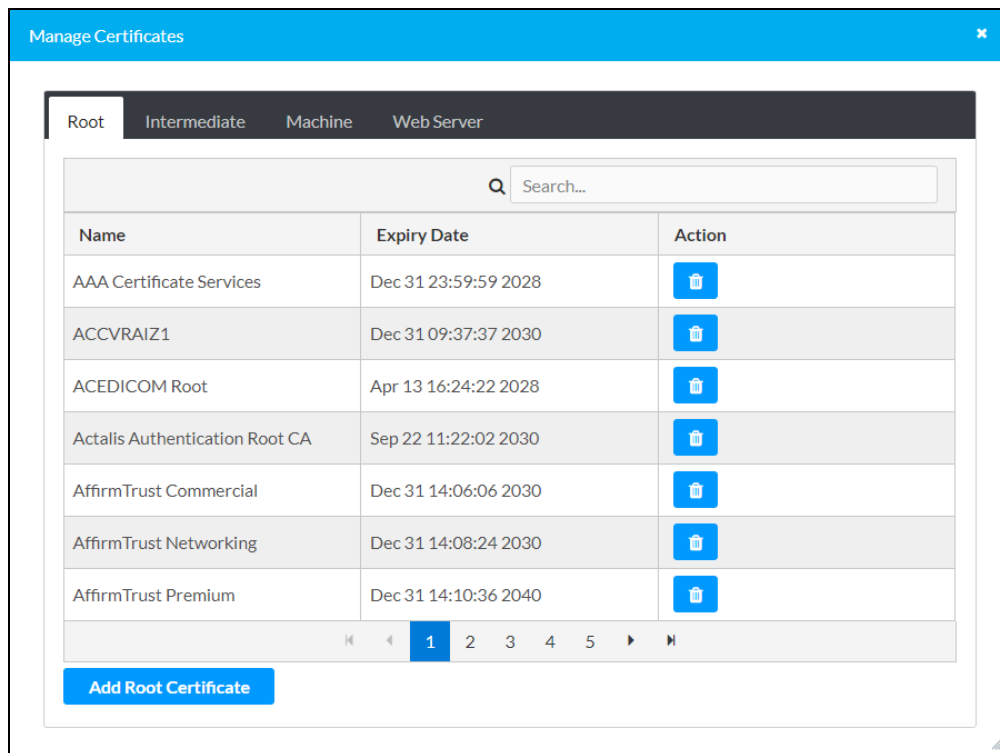 Manage Certificates
Root Intermediate Machine Web Server
Search...
Name Expiry Date Action
AAA Certificate Services Dec 31 23:59:59 2028
ACCVRAIZ1 Dec 31 09:37:37 2030
ACEDICOM Root Apr 13 16:24:22 2028
Actalis Authentication Root CA Sep 22 11:22:02 2030
AffirmTrust Commercial Dec 31 14:06:06 2030
AffirmTrust Networking Dec 31 14:08:24 2030
AffirmTrust Premium Dec 31 14:10:36 2040
1 2 3 4 5
Add Root Certificate